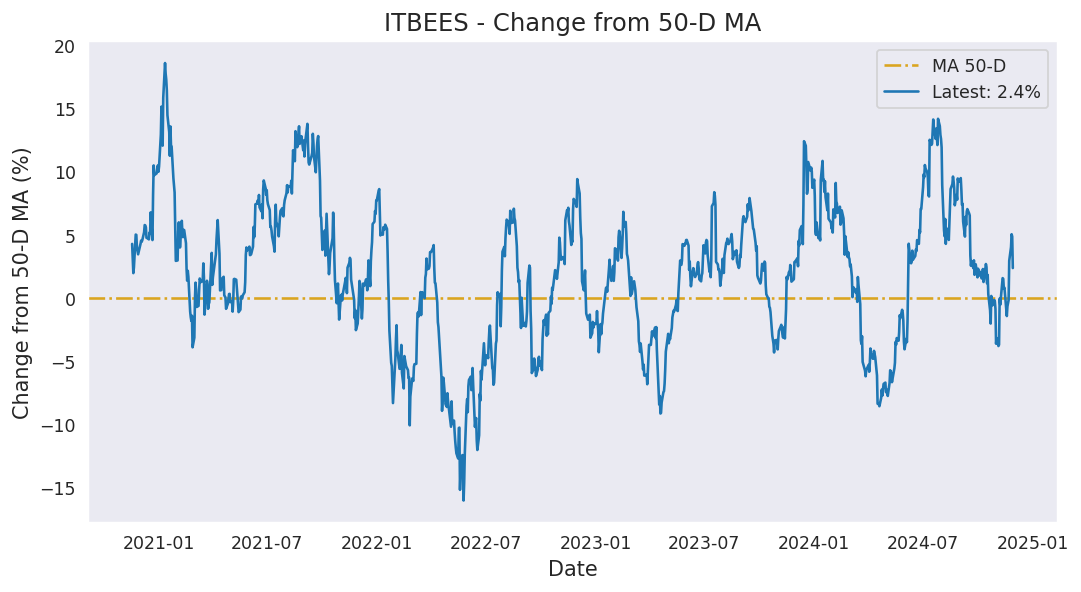 ITBEES - Change from 50-D MA
MA 50-D
Latest: 2.4%
Change from 50-D MA (%)
20
15
10
5
0
−5
−10
−15
2021-01 2021-07 2022-01 2022-07 2023-01 2023-07 2024-01 2024-07 2025-01
Date